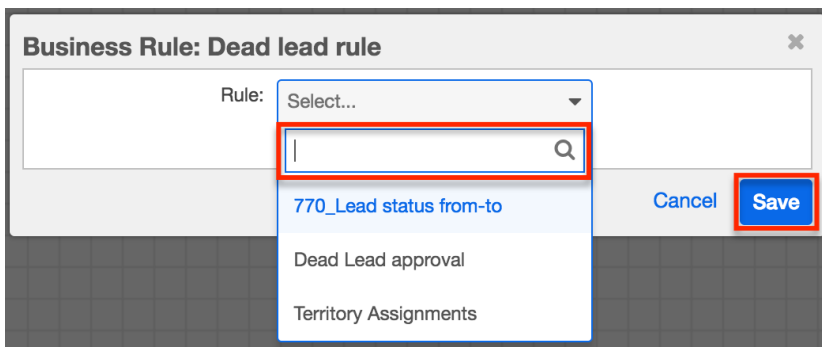 Business Rule: Dead lead rule
Rule: Select...
770_Lead status from-to
Cancel Save
Dead Lead approval
Territory Assignments